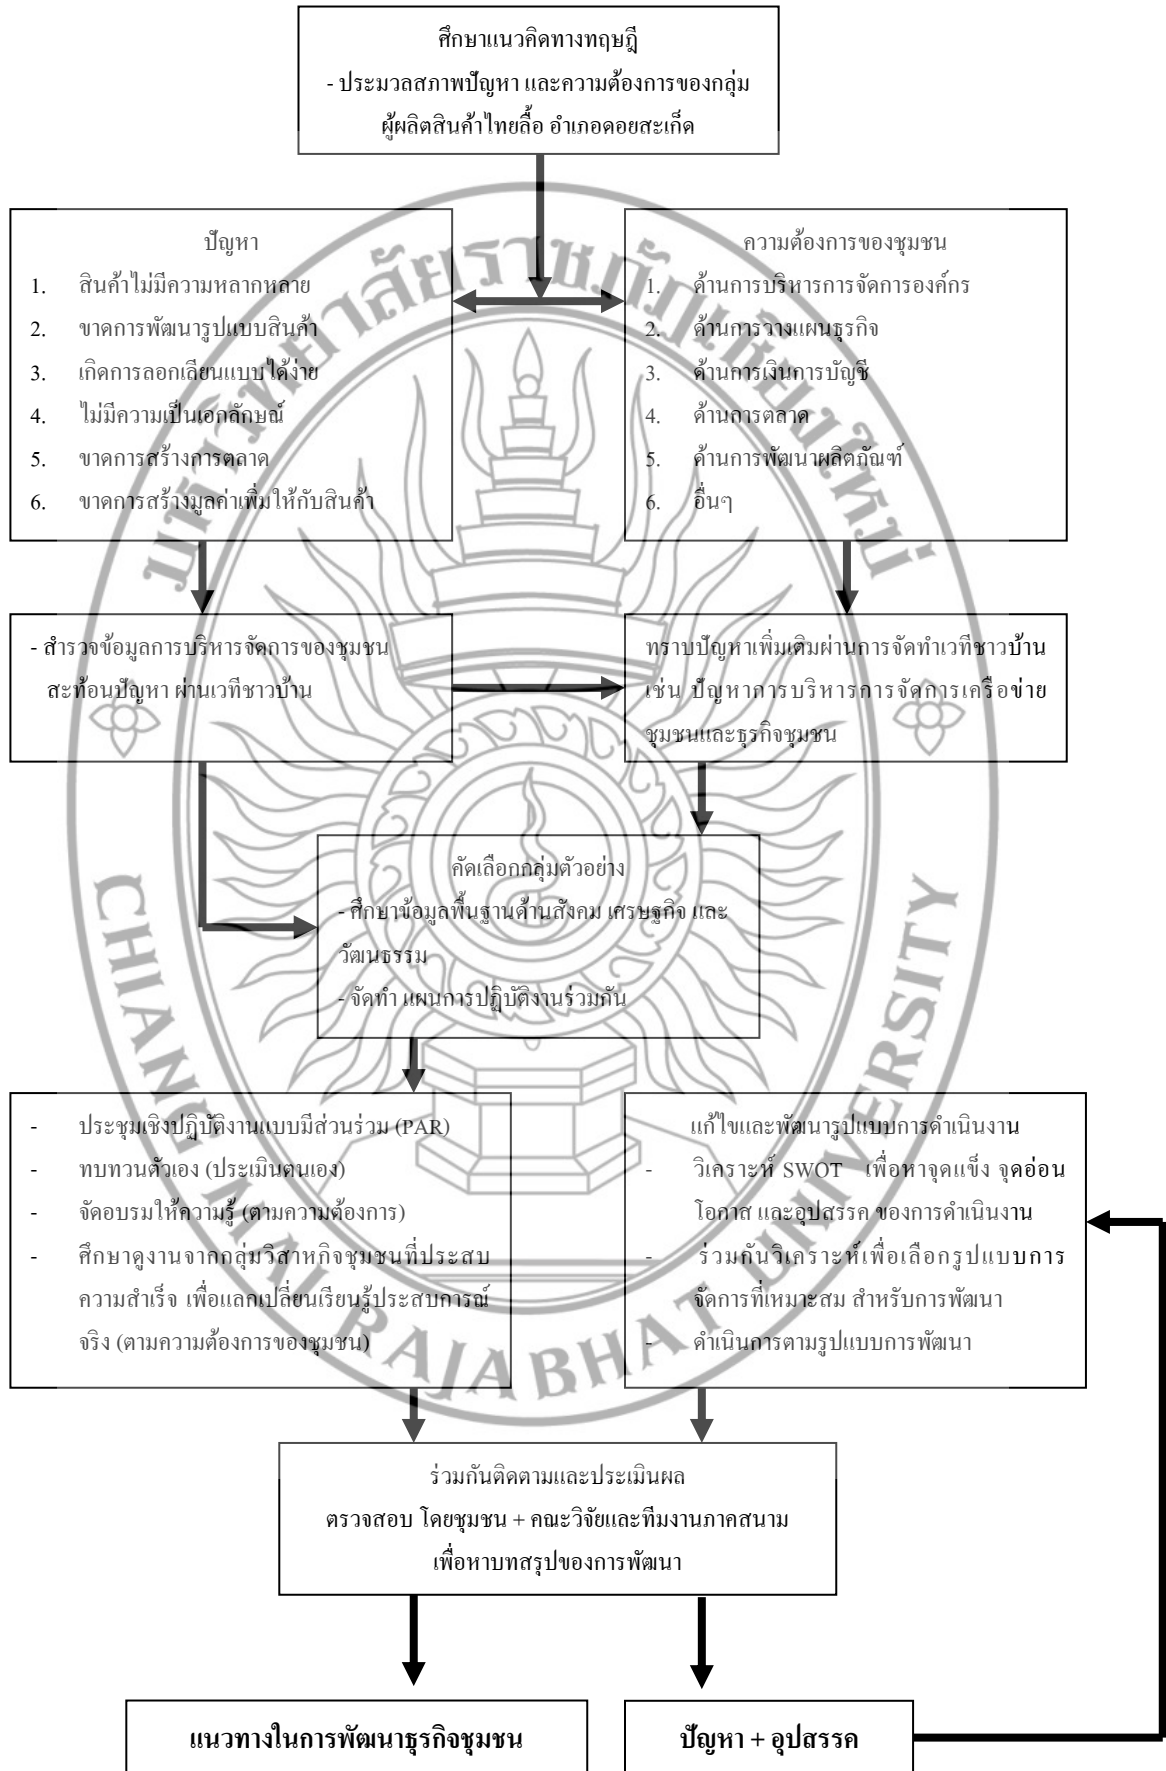 ศึกษาแนวคิดทางทฤษฎี
- ประมวลสภาพปัญหา และความต้องการของกลุ่ม
ผู้ผลิตสินค้าไทยลื้อ อำเภอดอยสะเก็ด
ปัญหา
1. สินค้าไม่มีความหลากหลาย
2. ขาดการพัฒนารูปแบบสินค้า
3. เกิดการลอกเลียนแบบได้ง่าย
4. ไม่มีความเป็นเอกลักษณ์
5. ขาดการสร้างการตลาด
6. ขาดการสร้างมูลค่าเพิ่มให้กับสินค้า
ความต้องการของชุมชน
1. ด้านการบริหารการจัดการองค์กร
2. ด้านการวางแผนธุรกิจ
3. ด้านการเงินการบัญชี
4. ด้านการตลาด
5. ด้านการพัฒนาผลิตภัณฑ์
6. อื่นๆ
- สำรวจข้อมูลการบริหารจัดการของชุมชน
สะท้อนปัญหา ผ่านเวทีชาวบ้าน
ทราบปัญหาเพิ่มเติมผ่านการจัดทำเวทีชาวบ้าน
เช่น ปัญหาการบริหารการจัดการเครือข่าย
ชุมชนและธุรกิจชุมชน
คัดเลือกกลุ่มตัวอย่าง
- ศึกษาข้อมูลพื้นฐานด้านสังคม เศรษฐกิจ และ
วัฒนธรรม
- จัดทำ แผนการปฏิบัติงานร่วมกัน
- ประชุมเชิงปฏิบัติงานแบบมีส่วนร่วม (PAR)
- ทบทวนตัวเอง (ประเมินตนเอง)
- จัดอบรมให้ความรู้ (ตามความต้องการ)
- ศึกษาดูงานจากกลุ่มวิสาหกิจชุมชนที่ประสบ
ความสำเร็จ เพื่อแลกเปลี่ยนเรียนรู้ประสบการณ์
จริง (ตามความต้องการของชุมชน)
แก้ไขและพัฒนารูปแบบการดำเนินงาน
- วิเคราะห์ SWOT เพื่อหาจุดแข็ง จุดอ่อน
โอกาส และอุปสรรค ของการดำเนินงาน
- ร่วมกันวิเคราะห์เพื่อเลือกรูปแบบการ
จัดการที่เหมาะสม สำหรับการพัฒนา
- ดำเนินการตามรูปแบบการพัฒนา
ร่วมกันติดตามและประเมินผล
ตรวจสอบ โดยชุมชน + คณะวิจัยและทีมงานภาคสนาม
เพื่อหาบทสรุปของการพัฒนา
แนวทางในการพัฒนาธุรกิจชุมชน
ปัญหา + อุปสรรค
มหาวิทยาลัยราชภัฏเชียงใหม่
CHIANG MAI RAJABHAT UNIVERSITY